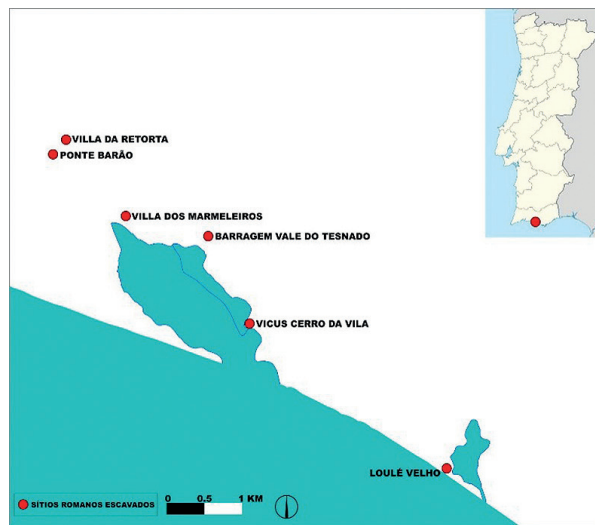 VILLA DA RETORTA
PONTE BARÃO
VILLA DOS MARMELEIROS
BARRAGEM VALE DO TESNADO
VICUS CERRO DA VILA
LOULÉ VELHO
SÍTIOS ROMANOS ESCAVADOS
0 0.5 1 KM